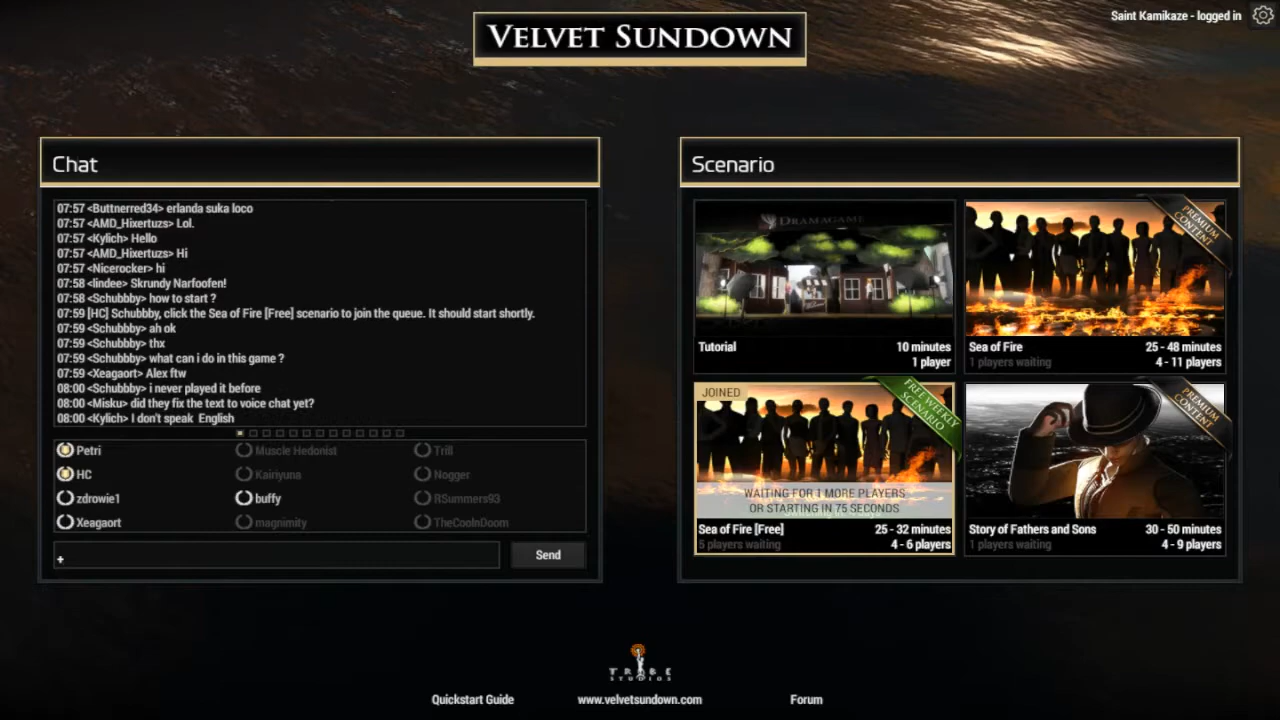 Saint Kamikaze - logged in
VELVET SUNDOWN
Chat
07:57 <Buttnerred34> erlanda suka loco
07:57 <AMD_Hixertuzs> Lol.
07:57 <Kylich> Hello
07:57 <AMD_Hixertuzs> Hi
07:57 <Nicerocker> hi
07:58 <lindee> Skrundy Narfoofen!
07:58 <Schubbby> how to start ?
07:59 [HC] Schubbby, click the Sea of Fire [Free] scenario to join the queue. It should start shortly.
07:59 <Schubbby> ah ok
07:59 <Schubbby> thx
07:59 <Schubbby> what can i do in this game ?
07:59 <Xeagaort> Alex ftw
08:00 <Schubbby> i never played it before
08:00 <Misku> did they fix the text to voice chat yet?
08:00 <Kylich> I don't speak English
Petri Muscle Hedonist Trill
HC Kairiyuna Nogger
zdrowie1 buffy RSummers93
Xeagaort magnimity TheCoolnDoom
+
Send
Scenario
DRAMAGAME
Tutorial 10 minutes
1 player
PREMIUM CONTENT
Sea of Fire 25 - 48 minutes
1 players waiting 4 - 11 players
JOINED
FREE WEEKLY SCENARIO
WAITING FOR 1 MORE PLAYERS
OR STARTING IN 75 SECONDS
Sea of Fire [Free] 25 - 32 minutes
5 players waiting 4 - 6 players
PREMIUM CONTENT
Story of Fathers and Sons 30 - 50 minutes
1 players waiting 4 - 9 players
TRIBE
STUDIOS
Quickstart Guide www.velvetsundown.com Forum